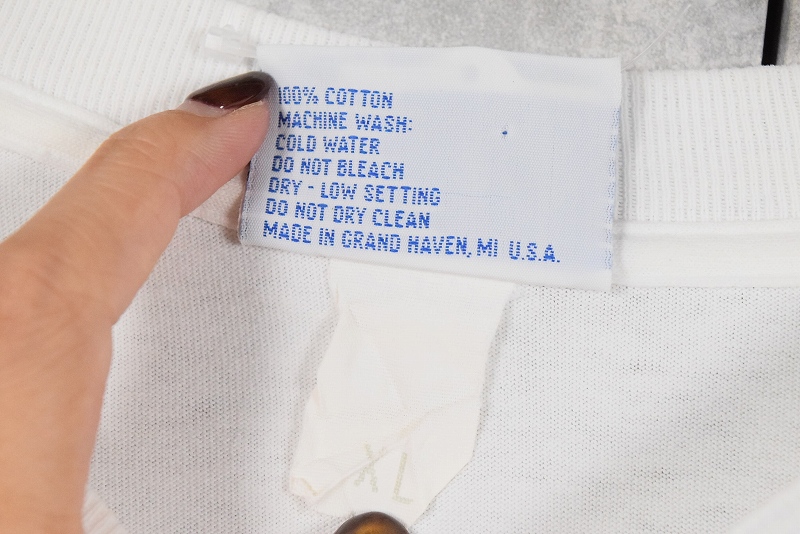 100% COTTON
MACHINE WASH:
COLD WATER
DO NOT BLEACH
DRY - LOW SETTING
DO NOT DRY CLEAN
MADE IN GRAND HAVEN, MI U.S.A.
XL